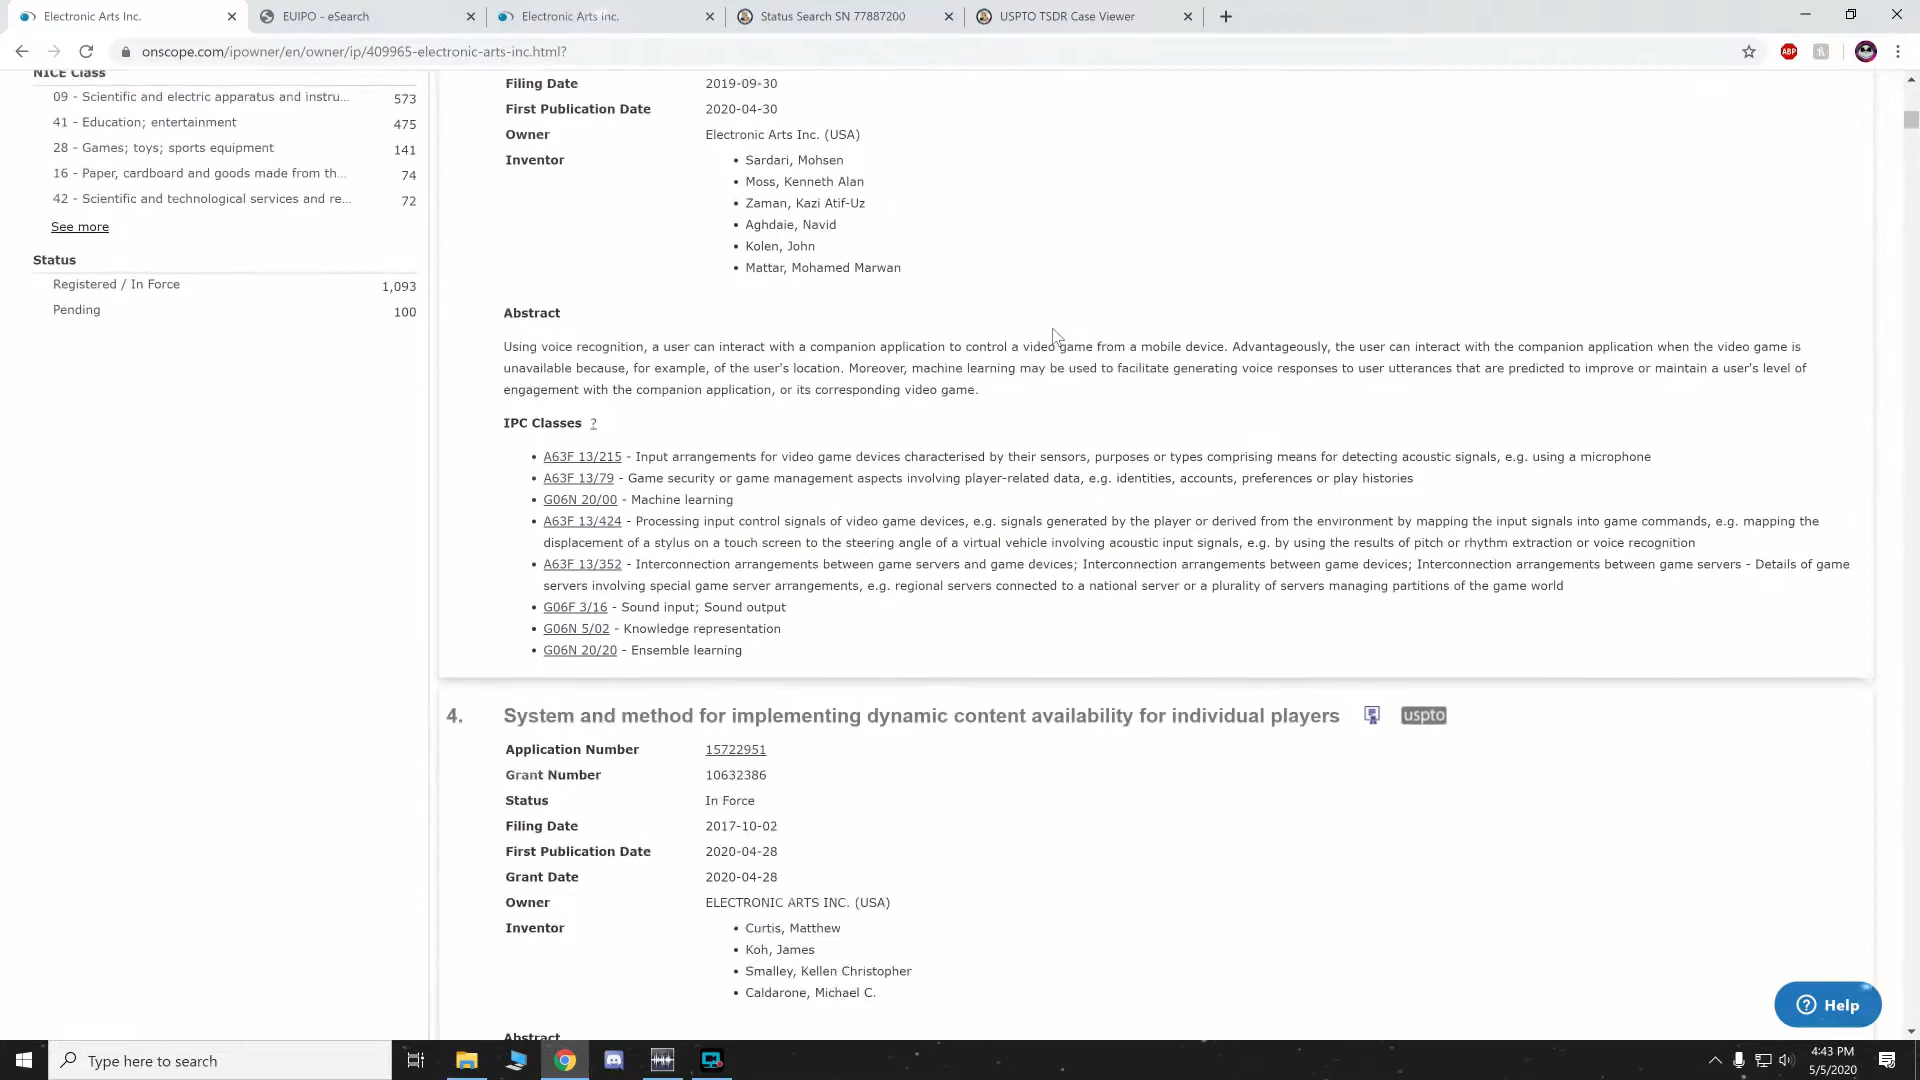 Electronic Arts Inc.
EUIPO - eSearch
Electronic Arts Inc.
Status Search SN 77887200
USPTO TSDR Case Viewer
onscope.com/ipowner/en/owner/ip/409965-electronic-arts-inc.html?
ABP
NICE Class
09 - Scientific and electric apparatus and instru... 573
41 - Education; entertainment 475
28 - Games; toys; sports equipment 141
16 - Paper, cardboard and goods made from th... 74
42 - Scientific and technological services and re... 72
See more
Status
Registered / In Force 1,093
Pending 100
Filing Date 2019-09-30
First Publication Date 2020-04-30
Owner Electronic Arts Inc. (USA)
Inventor • Sardari, Mohsen
• Moss, Kenneth Alan
• Zaman, Kazi Atif-Uz
• Aghdaie, Navid
• Kolen, John
• Mattar, Mohamed Marwan
Abstract
Using voice recognition, a user can interact with a companion application to control a video game from a mobile device. Advantageously, the user can interact with the companion application when the video game is
unavailable because, for example, of the user's location. Moreover, machine learning may be used to facilitate generating voice responses to user utterances that are predicted to improve or maintain a user's level of
engagement with the companion application, or its corresponding video game.
IPC Classes ?
• A63F 13/215 - Input arrangements for video game devices characterised by their sensors, purposes or types comprising means for detecting acoustic signals, e.g. using a microphone
• A63F 13/79 - Game security or game management aspects involving player-related data, e.g. identities, accounts, preferences or play histories
• G06N 20/00 - Machine learning
• A63F 13/424 - Processing input control signals of video game devices, e.g. signals generated by the player or derived from the environment by mapping the input signals into game commands, e.g. mapping the
displacement of a stylus on a touch screen to the steering angle of a virtual vehicle involving acoustic input signals, e.g. by using the results of pitch or rhythm extraction or voice recognition
• A63F 13/352 - Interconnection arrangements between game servers and game devices; Interconnection arrangements between game devices; Interconnection arrangements between game servers - Details of game
servers involving special game server arrangements, e.g. regional servers connected to a national server or a plurality of servers managing partitions of the game world
• G06F 3/16 - Sound input; Sound output
• G06N 5/02 - Knowledge representation
• G06N 20/20 - Ensemble learning
4. System and method for implementing dynamic content availability for individual players uspto
Application Number 15722951
Grant Number 10632386
Status In Force
Filing Date 2017-10-02
First Publication Date 2020-04-28
Grant Date 2020-04-28
Owner ELECTRONIC ARTS INC. (USA)
Inventor • Curtis, Matthew
• Koh, James
• Smalley, Kellen Christopher
• Caldarone, Michael C.
Abstract
? Help
Type here to search
4:43 PM
5/5/2020